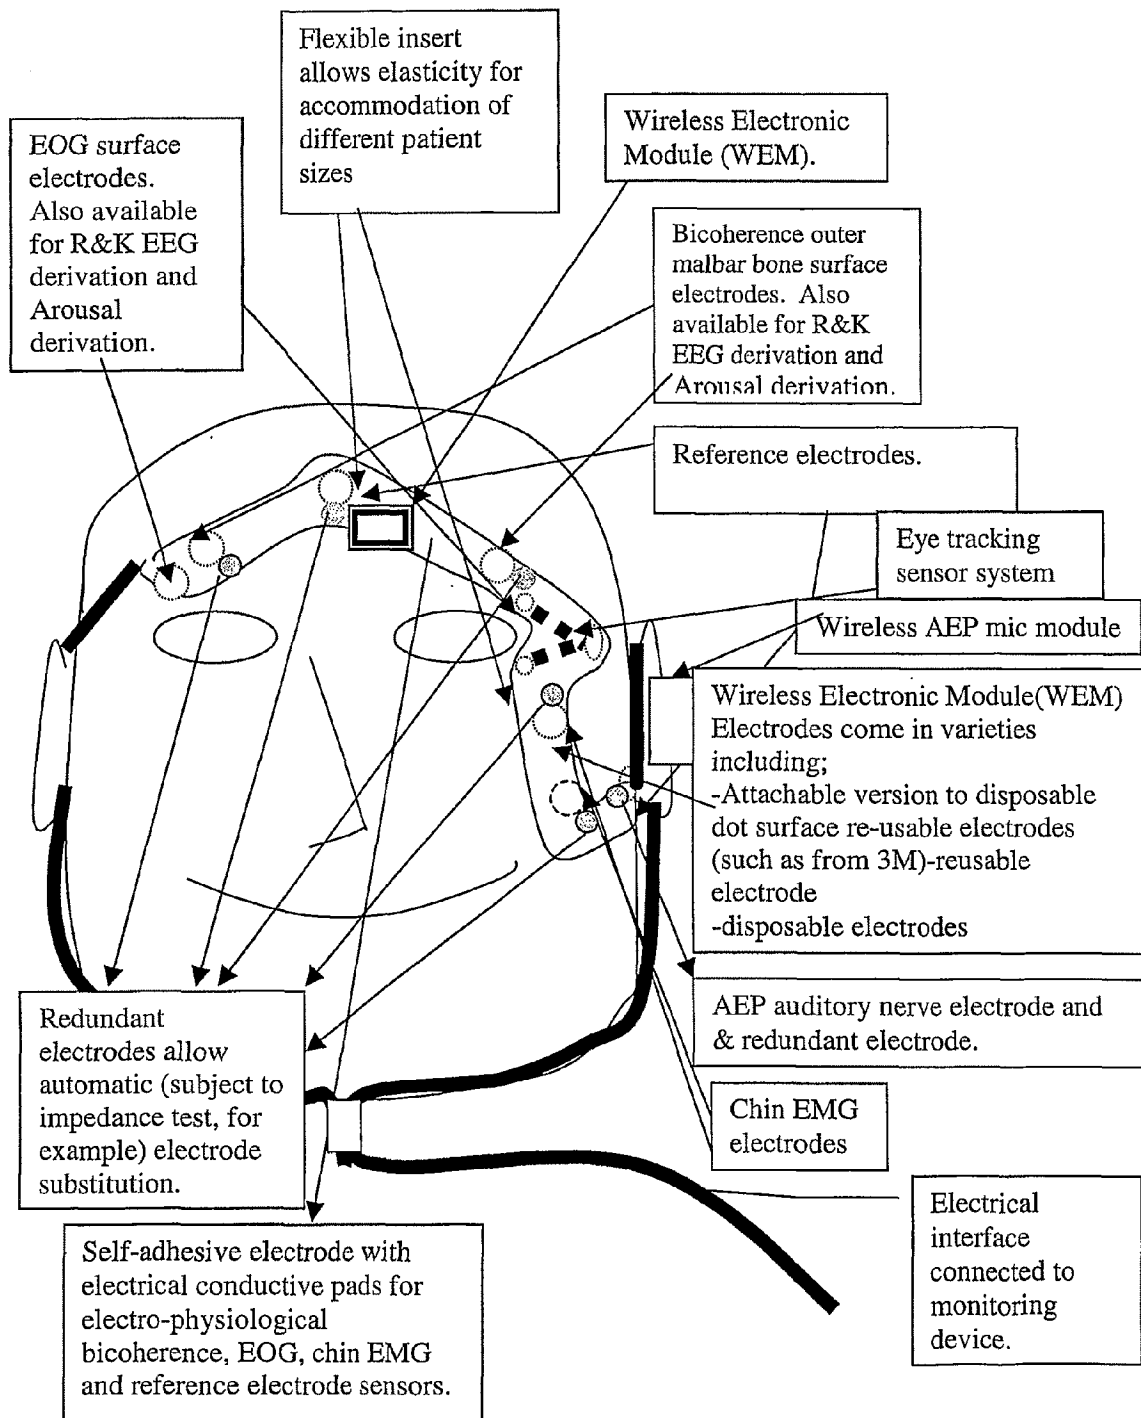 Flexible insert
allows elasticity for
accommodation of
different patient
sizes
Wireless Electronic
Module (WEM).
EOG surface
electrodes.
Also available
for R&K EEG
derivation and
Arousal
derivation.
Bicoherence outer
malbar bone surface
electrodes. Also
available for R&K
EEG derivation and
Arousal derivation.
Reference electrodes.
Eye tracking
sensor system
Wireless AEP mic module
Wireless Electronic Module(WEM)
Electrodes come in varieties
including;
-Attachable version to disposable
dot surface re-usable electrodes
(such as from 3M)-reusable
electrode
-disposable electrodes
AEP auditory nerve electrode and
& redundant electrode.
Redundant
electrodes allow
automatic (subject to
impedance test, for
example) electrode
substitution.
Chin EMG
electrodes
Electrical
interface
connected to
monitoring
device.
Self-adhesive electrode with
electrical conductive pads for
electro-physiological
bicoherence, EOG, chin EMG
and reference electrode sensors.